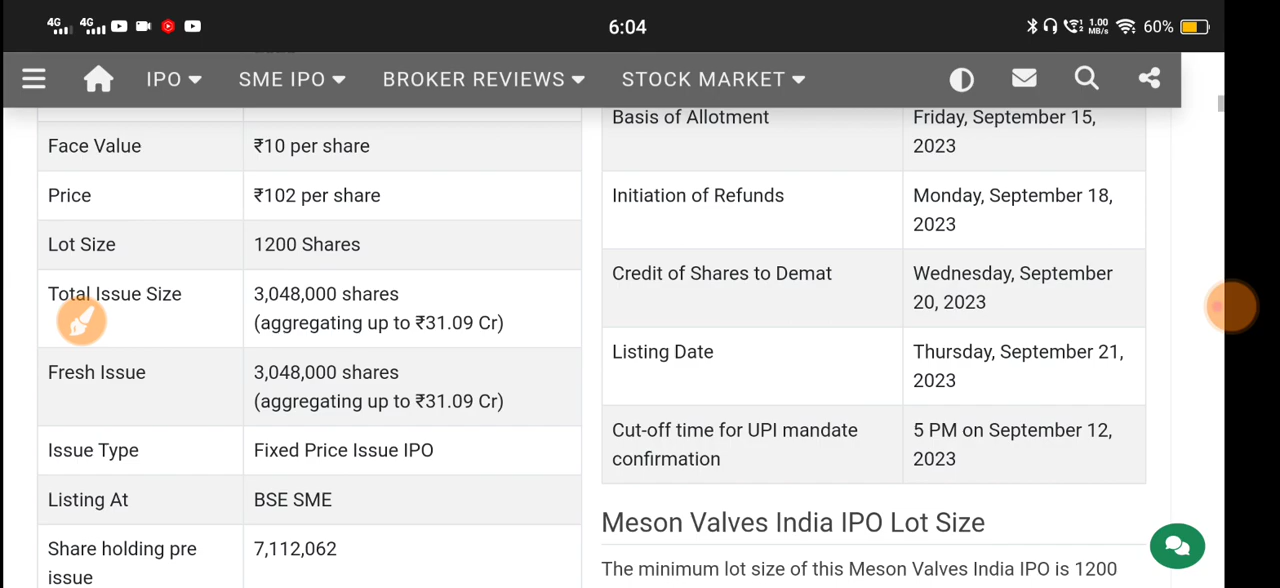 4G 4G 6:04 1.00 MB/s 60%
IPO SME IPO BROKER REVIEWS STOCK MARKET
Face Value ₹10 per share
Price ₹102 per share
Lot Size 1200 Shares
Total Issue Size 3,048,000 shares
(aggregating up to ₹31.09 Cr)
Fresh Issue 3,048,000 shares
(aggregating up to ₹31.09 Cr)
Issue Type Fixed Price Issue IPO
Listing At BSE SME
Share holding pre 7,112,062
issue
Basis of Allotment Friday, September 15,
2023
Initiation of Refunds Monday, September 18,
2023
Credit of Shares to Demat Wednesday, September
20, 2023
Listing Date Thursday, September 21,
2023
Cut-off time for UPI mandate 5 PM on September 12,
confirmation 2023
Meson Valves India IPO Lot Size
The minimum lot size of this Meson Valves India IPO is 1200